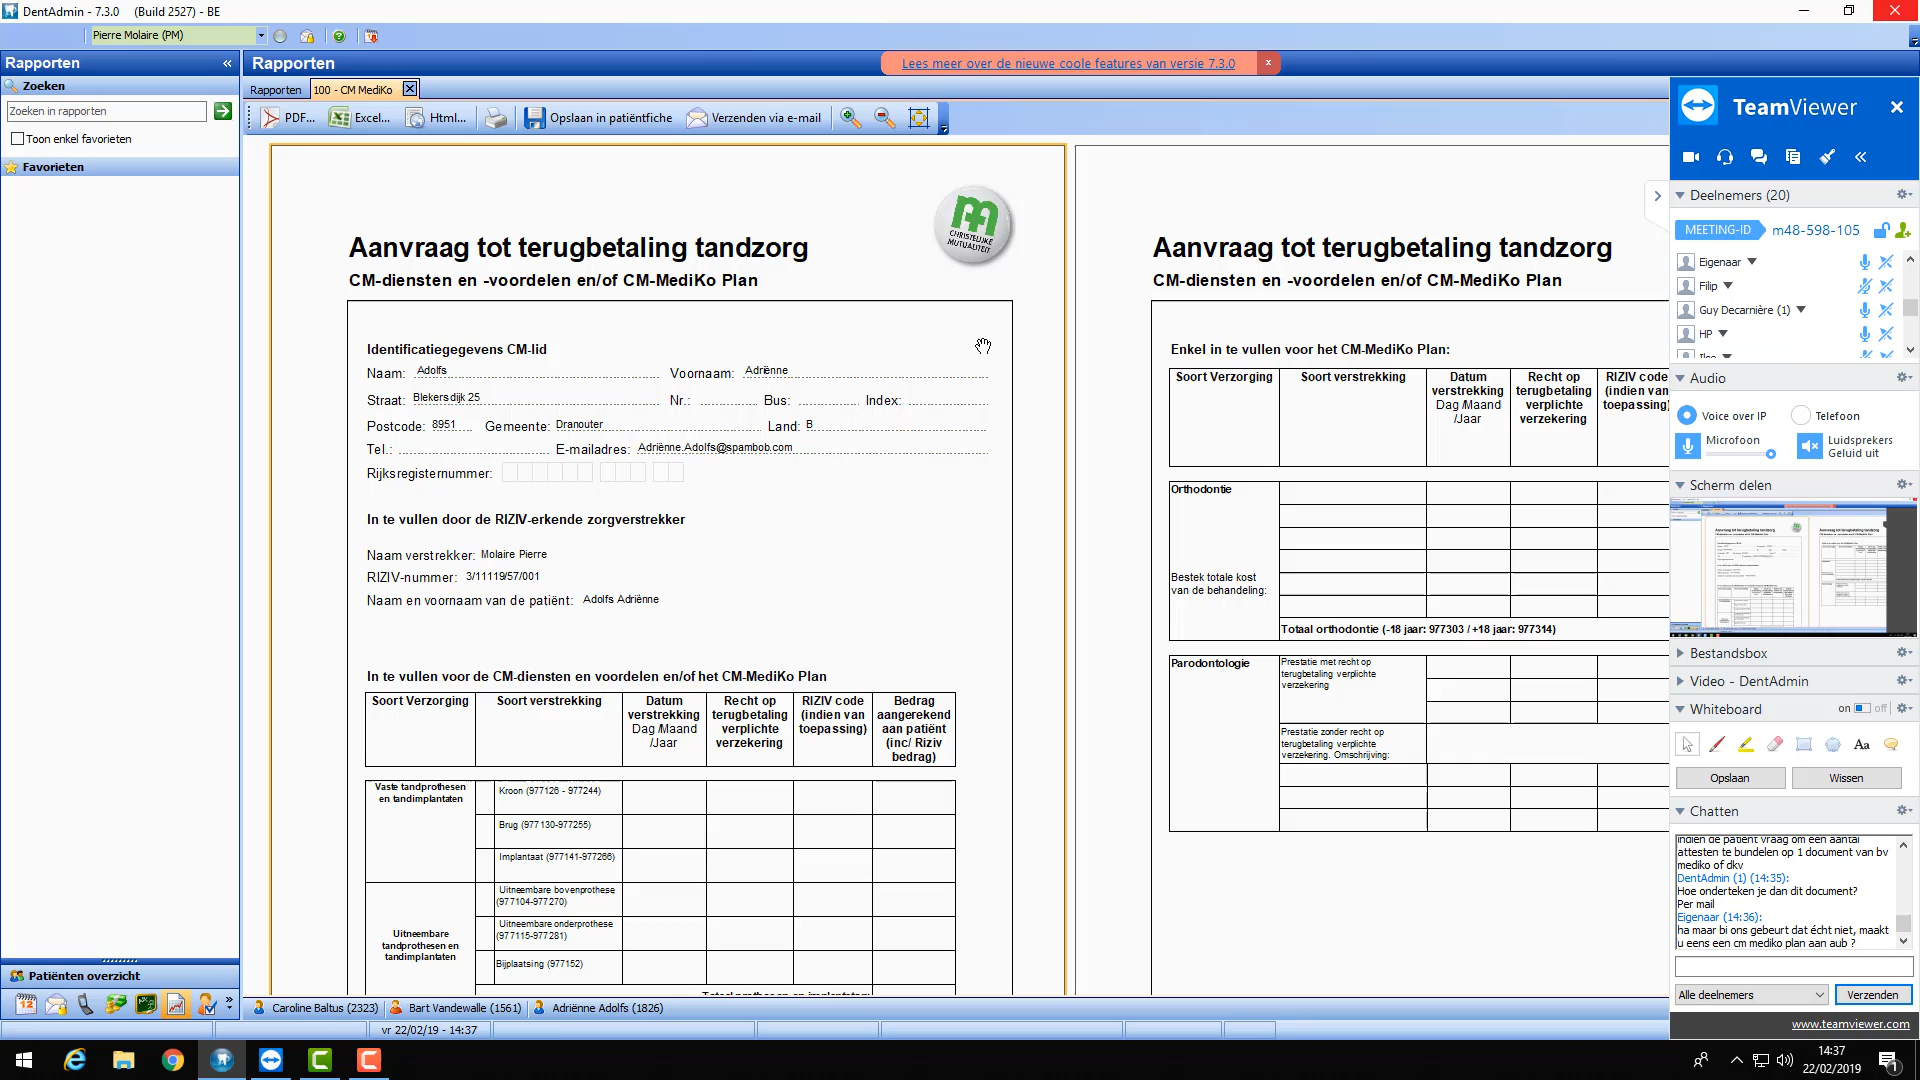 DentAdmin - 7.3.0 (Build 2527) - BE
Pierre Molaire (PM)
Rapporten
«
Zoeken
Zoeken in rapporten
Toon enkel favorieten
Favorieten
Patiënten overzicht
Rapporten
Lees meer over de nieuwe coole features van versie 7.3.0
x
Rapporten
100 - CM MediKo
PDF...
Excel...
Html...
Opslaan in patiëntfiche
Verzenden via e-mail
CHRISTELIJKE
MUTUALITEIT
Aanvraag tot terugbetaling tandzorg
CM-diensten en -voordelen en/of CM-MediKo Plan
Identificatiegegevens CM-lid
Naam: Adolfs Voornaam: Adriënne
Straat: Blekersdijk 25 Nr.: Bus: Index:
Postcode: 8951 Gemeente: Dranouter Land: B
Tel.: E-mailadres: Adriënne.Adolfs@spambob.com
Rijksregisternummer:
In te vullen door de RIZIV-erkende zorgverstrekker
Naam verstrekker: Molaire Pierre
RIZIV-nummer: 3/11119/57/001
Naam en voornaam van de patiënt: Adolfs Adriënne
In te vullen voor de CM-diensten en voordelen en/of het CM-MediKo Plan
Soort Verzorging
Soort verstrekking
Datum
verstrekking
Dag /Maand
/Jaar
Recht op
terugbetaling
verplichte
verzekering
RIZIV code
(indien van
toepassing)
Bedrag
aangerekend
aan patiënt
(inc/ Riziv
bedrag)
Vaste tandprothesen
en tandimplantaten
Kroon (977126 - 977244)
Brug (977130-977255)
Implantaat (977141-977266)
Uitneembare
tandprothesen en
tandimplantaten
Uitneembare bovenprothese
(977104-977270)
Uitneembare onderprothese
(977115-977281)
Bijplaatsing (977152)
Aanvraag tot terugbetaling tandzorg
CM-diensten en -voordelen en/of CM-MediKo Plan
Enkel in te vullen voor het CM-MediKo Plan:
Soort Verzorging
Soort verstrekking
Datum
verstrekking
Dag /Maand
/Jaar
Recht op
terugbetaling
verplichte
verzekering
RIZIV code
(indien van
toepassing)
Orthodontie
Bestek totale kost
van de behandeling:
Totaal orthodontie (-18 jaar: 977303 / +18 jaar: 977314)
Parodontologie
Prestatie met recht op
terugbetaling verplichte
verzekering
Prestatie zonder recht op
terugbetaling verplichte
verzekering. Omschrijving:
Caroline Baltus (2323)
Bart Vandewalle (1561)
Adriënne Adolfs (1826)
vr 22/02/19 - 14:37
TeamViewer
Deelnemers (20)
MEETING-ID m48-598-105
Eigenaar
Filip
Guy Decarnière (1)
HP
Audio
Voice over IP
Telefoon
Microfoon
Luidsprekers
Geluid uit
Scherm delen
Bestandsbox
Video - DentAdmin
Whiteboard
on off
Aa
Opslaan
Wissen
Chatten
indien de patient vraag om een aantal
attesten te bundelen op 1 document van bv
mediko of dkv
DentAdmin (1) (14:35):
Hoe onderteken je dan dit document?
Per mail
Eigenaar (14:36):
ha maar bi ons gebeurt dat écht niet, maakt
u eens een cm mediko plan aan aub ?
Alle deelnemers
Verzenden
www.teamviewer.com
14:37
22/02/2019
1